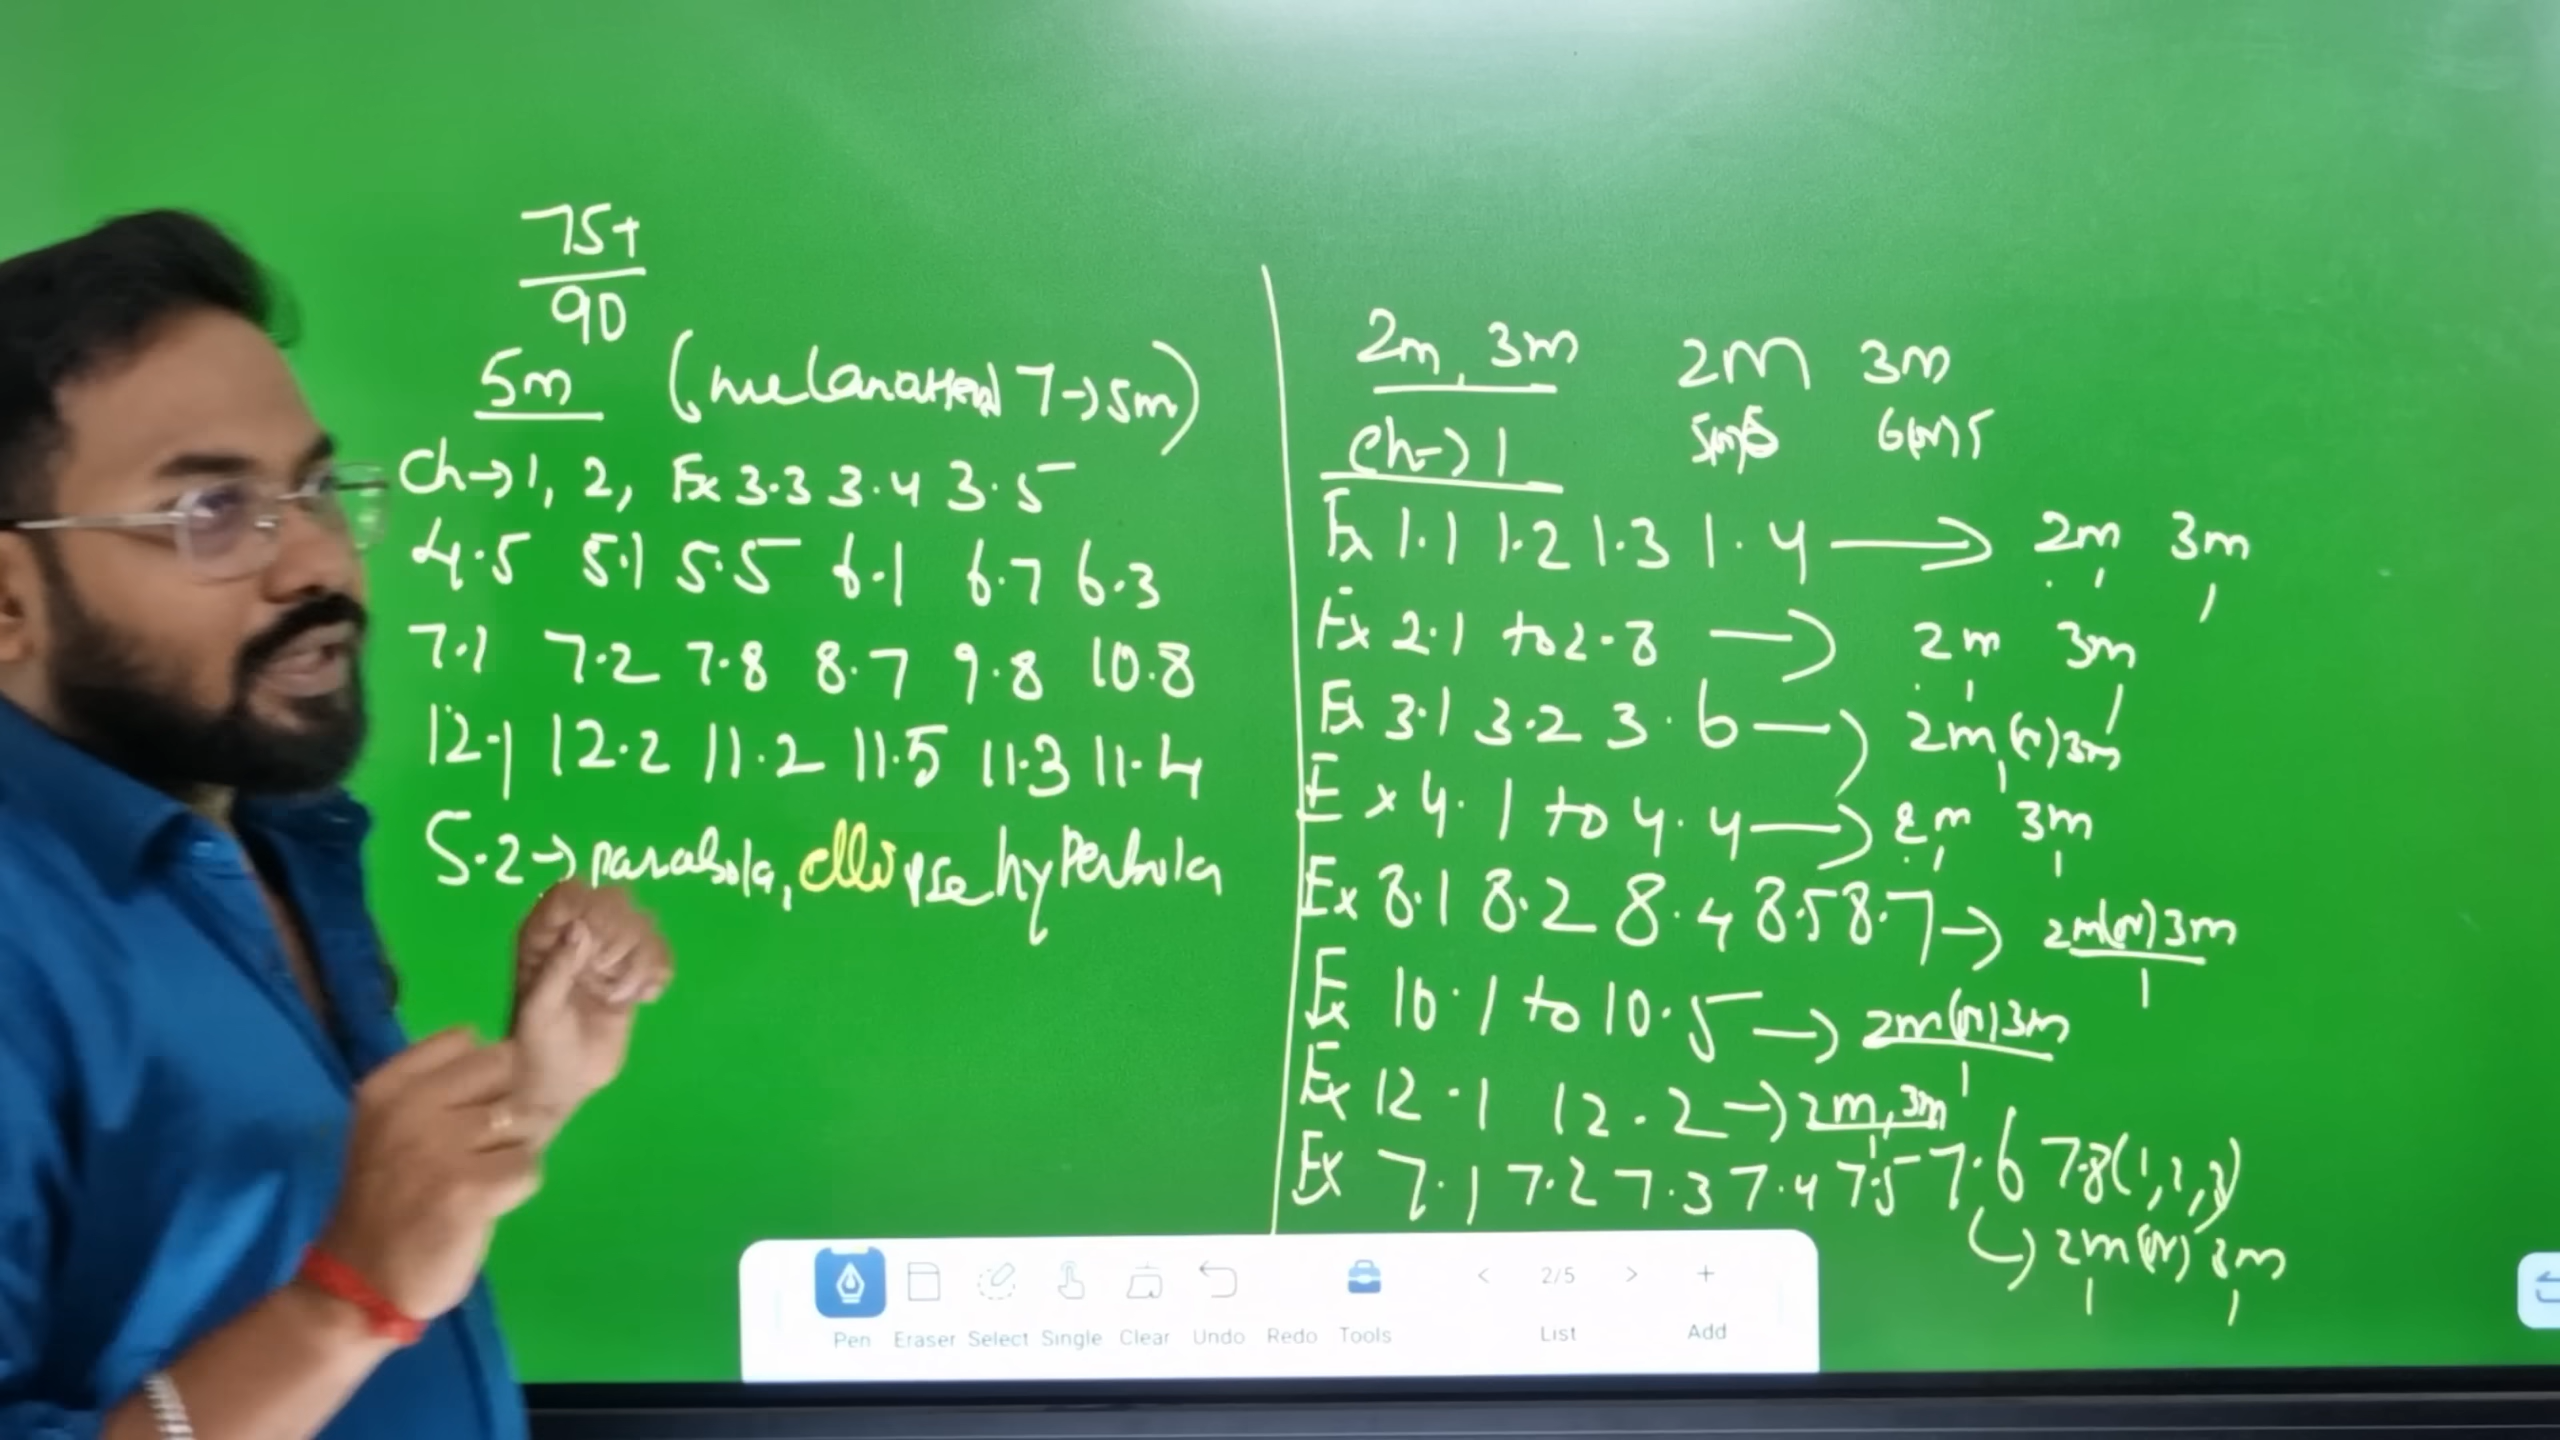 75+
90
5m (melanatten 7→5m)
Ch→1, 2, Ex 3.3 3.4 3.5
4.5 5.1 5.5 6.1 6.7 6.3
7.1 7.2 7.8 8.7 9.8 10.8
12.1 12.2 11.2 11.5 11.3 11.4
5.2→parabola, ellipse hyperbola
2m, 3m 2m 3m
ch→1 6(or)5
Ex 1.1 1.2 1.3 1.4 → 2m 3m
Ex 2.1 to 2.8 → 2m 3m
Ex 3.1 3.2 3.6 → 2m (or) 3m
Ex 4.1 to 4.4 → 2m 3m
Ex 8.1 8.2 8.4 8.5 8.7 → 2m(or)3m
1
Ex 10.1 to 10.5 → 2m(or)3m
1
Ex 12.1 12.2 → 2m, 3m
Ex 7.1 7.2 7.3 7.4 7.5 7.6 7.8(1,2,3)
→ 2m(or) 3m
1 1
2/5
Pen Eraser Select Single Clear Undo Redo Tools List Add